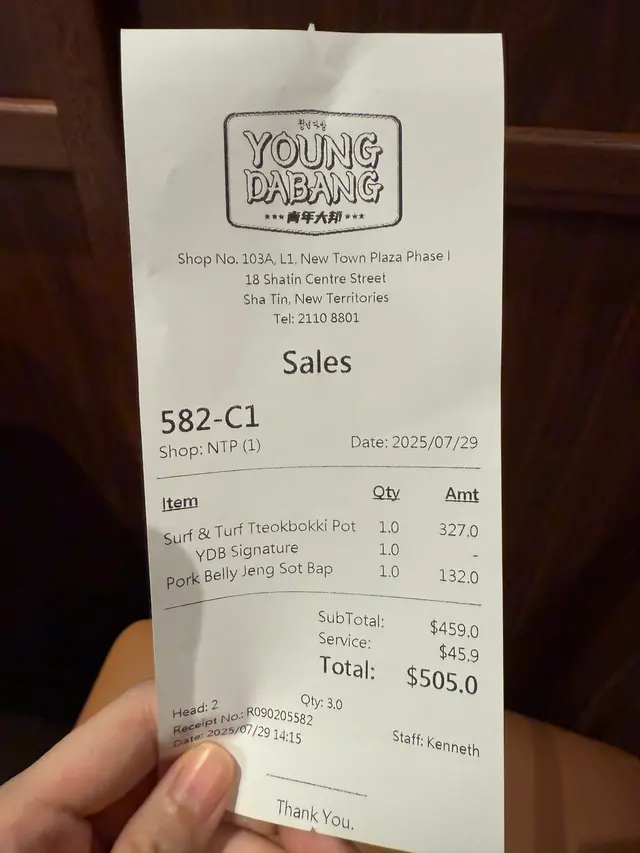 청년다방
YOUNG
DABANG
*** 青年大邦 ***
Shop No. 103A, L1, New Town Plaza Phase I
18 Shatin Centre Street
Sha Tin, New Territories
Tel: 2110 8801
Sales
582-C1
Shop: NTP (1) Date: 2025/07/29
Item Qty Amt
Surf & Turf Tteokbokki Pot 1.0 327.0
YDB Signature 1.0 -
Pork Belly Jeng Sot Bap 1.0 132.0
SubTotal: $459.0
Service: $45.9
Total: $505.0
Head: 2 Qty: 3.0
Receipt No.: R090205582
Date: 2025/07/29 14:15 Staff: Kenneth
Thank You.